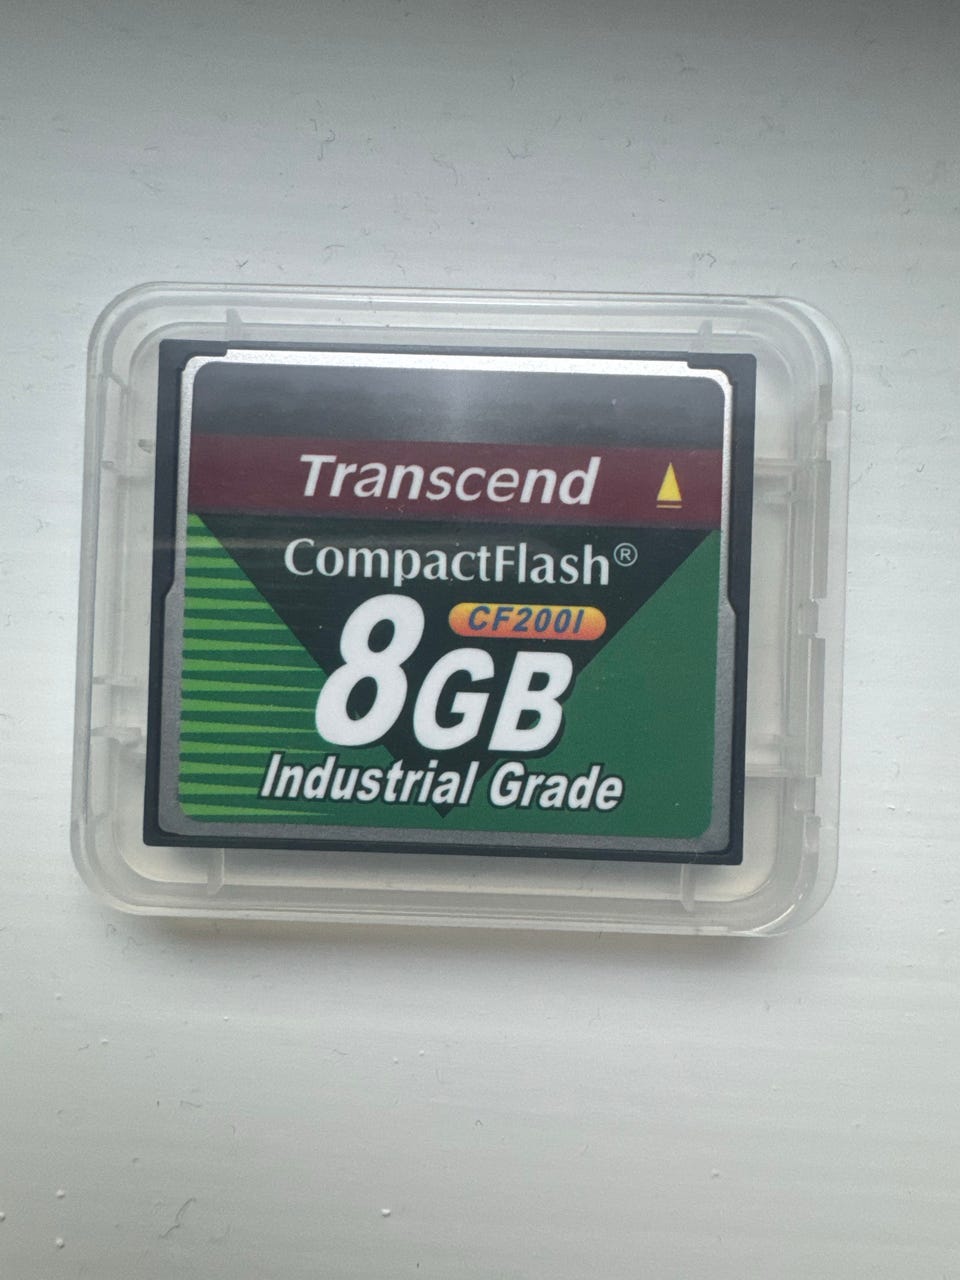 Transcend
CompactFlash®
CF200I
8GB
Industrial Grade